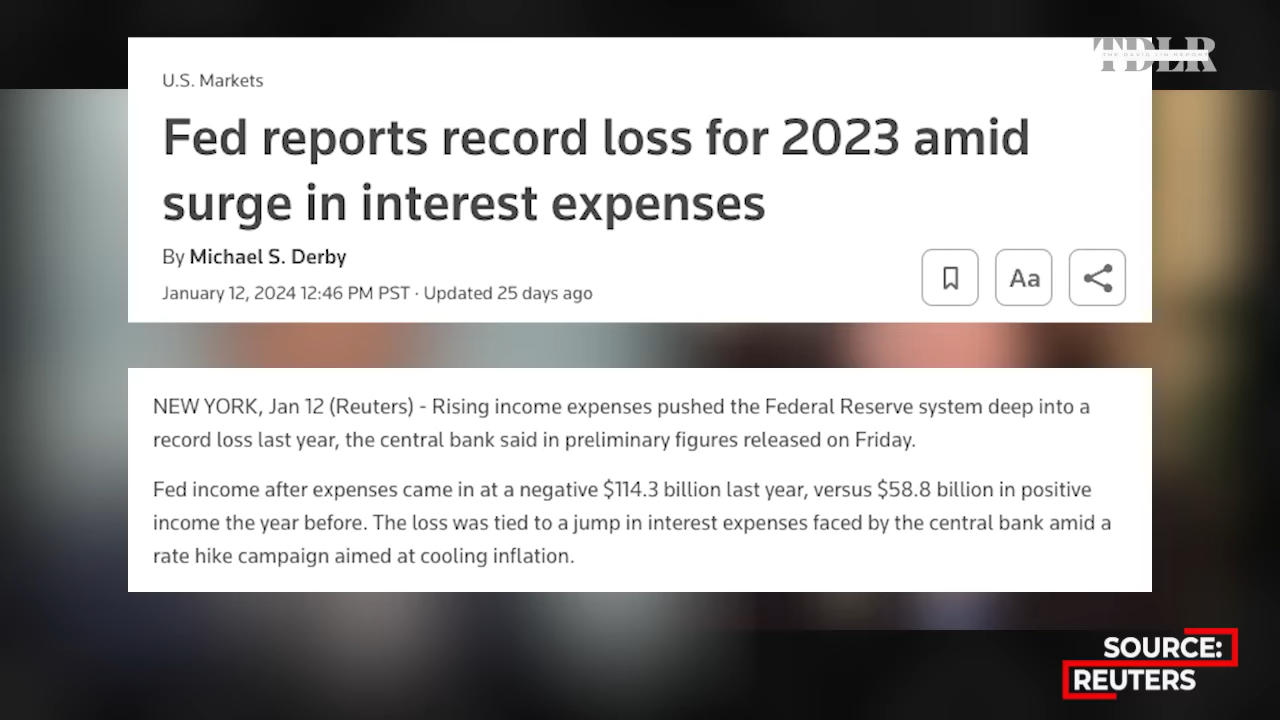 TDLR
THE DAVID LIN REPORT
U.S. Markets
Fed reports record loss for 2023 amid
surge in interest expenses
By Michael S. Derby
January 12, 2024 12:46 PM PST · Updated 25 days ago
Aa
NEW YORK, Jan 12 (Reuters) - Rising income expenses pushed the Federal Reserve system deep into a
record loss last year, the central bank said in preliminary figures released on Friday.
Fed income after expenses came in at a negative $114.3 billion last year, versus $58.8 billion in positive
income the year before. The loss was tied to a jump in interest expenses faced by the central bank amid a
rate hike campaign aimed at cooling inflation.
SOURCE:
REUTERS